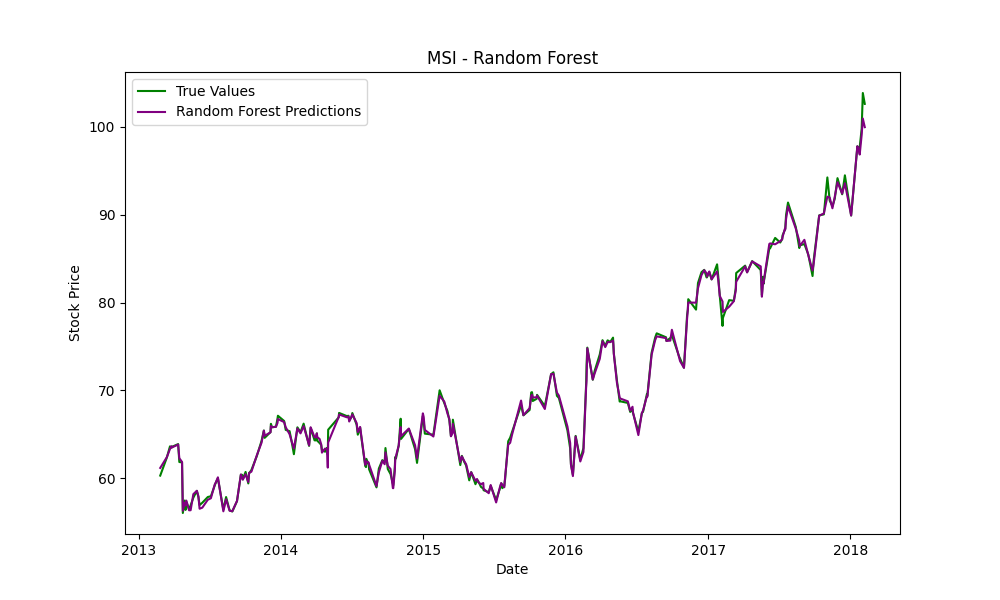 MSI - Random Forest
True Values
Random Forest Predictions
Stock Price
100
90
80
70
60
2013
2014
2015
2016
2017
2018
Date